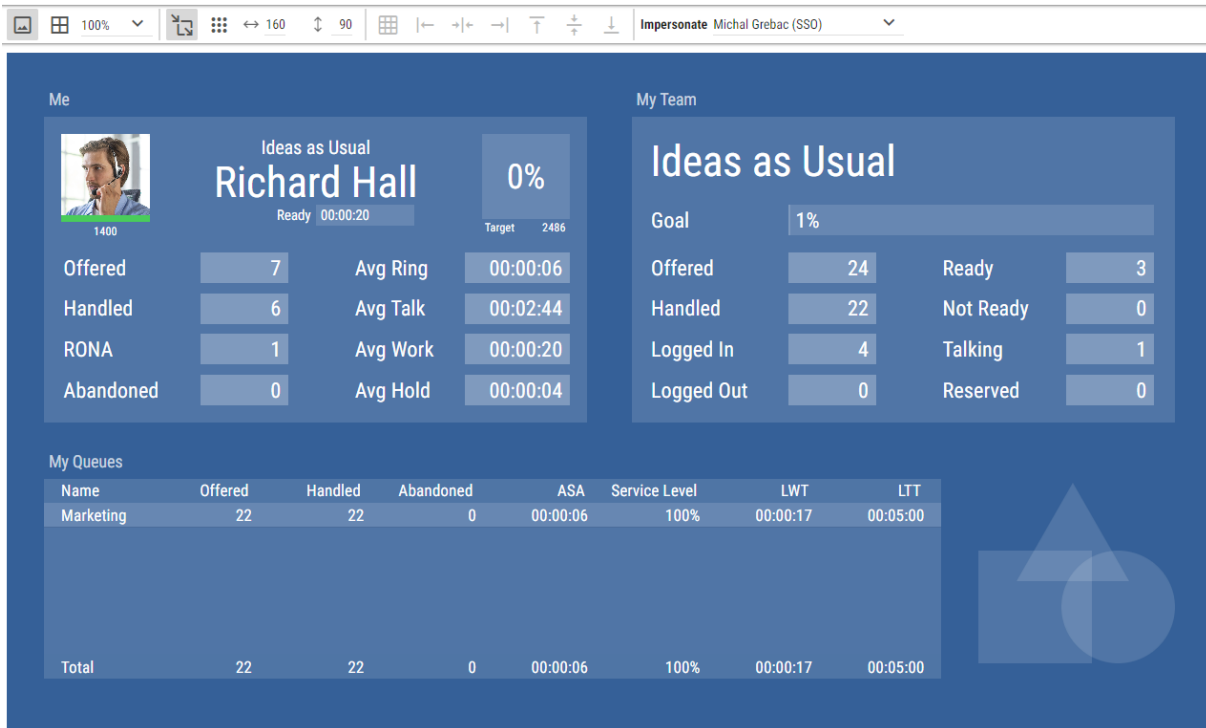 100% 160 90 Impersonate Michal Grebac (SSO)
Me
Ideas as Usual
Richard Hall
Ready 00:00:20
1400
0%
Target 2486
Offered 7 Avg Ring 00:00:06
Handled 6 Avg Talk 00:02:44
RONA 1 Avg Work 00:00:20
Abandoned 0 Avg Hold 00:00:04
My Team
Ideas as Usual
Goal 1%
Offered 24 Ready 3
Handled 22 Not Ready 0
Logged In 4 Talking 1
Logged Out 0 Reserved 0
My Queues
Name Offered Handled Abandoned ASA Service Level LWT LTT
Marketing 22 22 0 00:00:06 100% 00:00:17 00:05:00
Total 22 22 0 00:00:06 100% 00:00:17 00:05:00